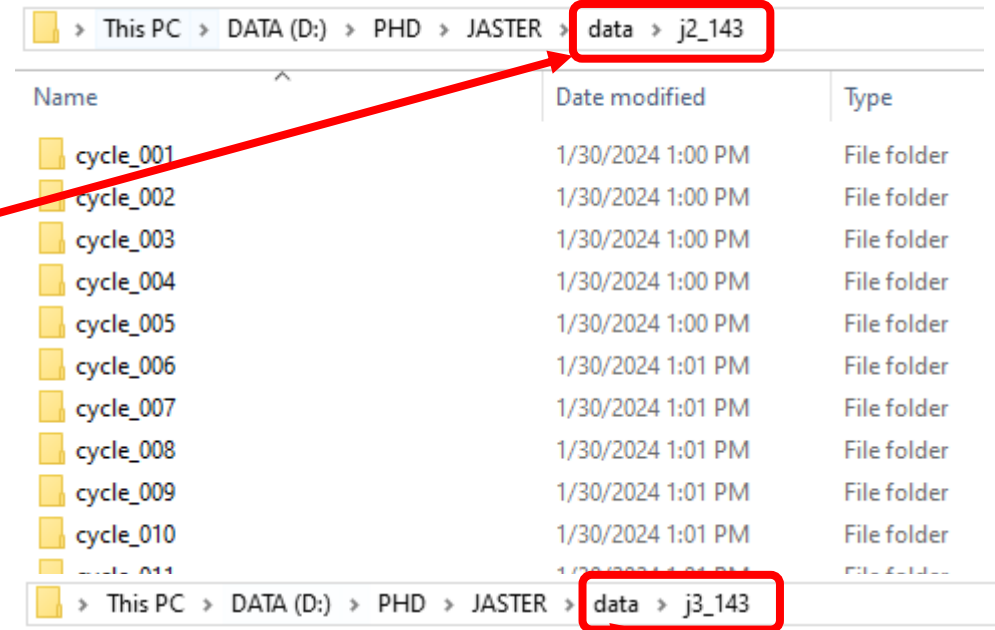 This PC > DATA (D:) > PHD > JASTER > data > j2_143
Name Date modified Type
cycle_001 1/30/2024 1:00 PM File folder
cycle_002 1/30/2024 1:00 PM File folder
cycle_003 1/30/2024 1:00 PM File folder
cycle_004 1/30/2024 1:00 PM File folder
cycle_005 1/30/2024 1:00 PM File folder
cycle_006 1/30/2024 1:01 PM File folder
cycle_007 1/30/2024 1:01 PM File folder
cycle_008 1/30/2024 1:01 PM File folder
cycle_009 1/30/2024 1:01 PM File folder
cycle_010 1/30/2024 1:01 PM File folder
This PC > DATA (D:) > PHD > JASTER > data > j3_143